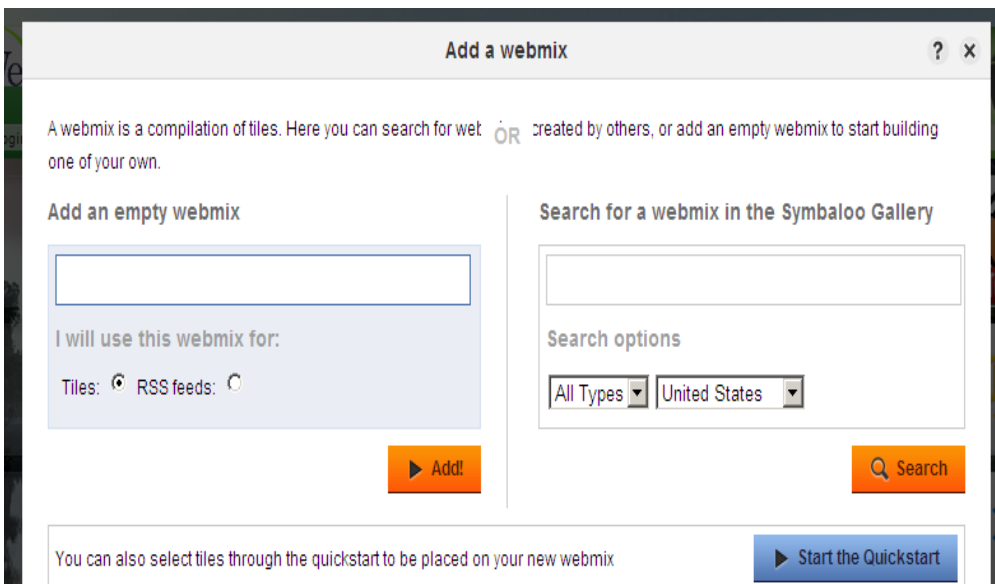 Add a webmix
? x
A webmix is a compilation of tiles. Here you can search for created by others, or add an empty webmix to start building
OR
one of your own.
Add an empty webmix
Search for a webmix in the Symbaloo Gallery
I will use this webmix for:
Tiles: RSS feeds:
Search options
All Types United States
Add!
Search
You can also select tiles through the quickstart to be placed on your new webmix
Start the Quickstart